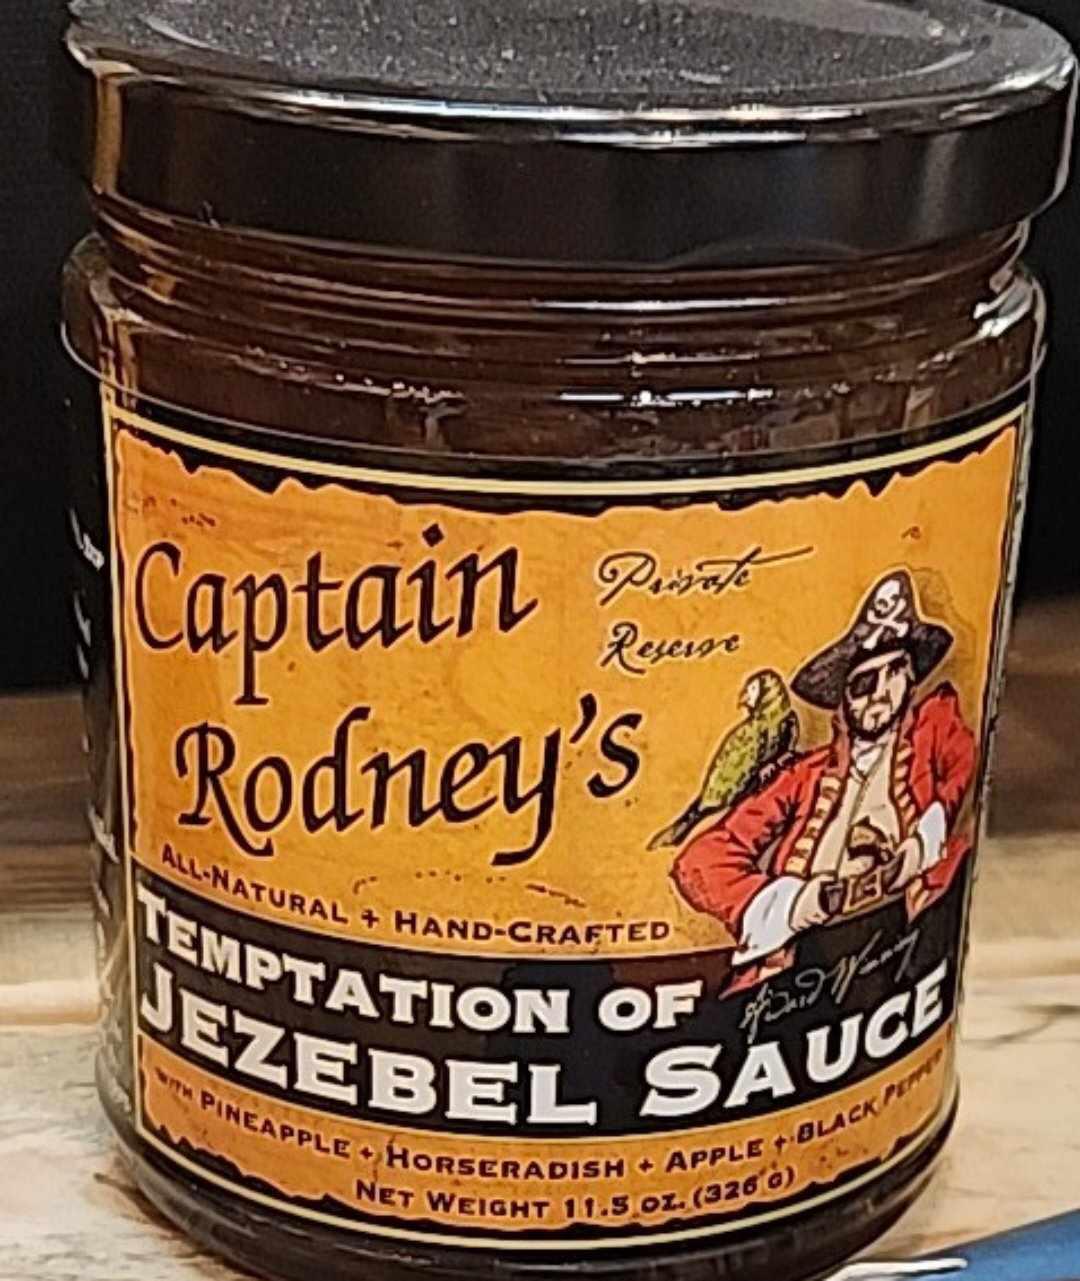 Captain
Rodney's
Private
Reserve
ALL-NATURAL + HAND-CRAFTED
TEMPTATION OF
JEZEBEL SAUCE
WITH PINEAPPLE + HORSERADISH + APPLE + BLACK PEPPER
NET WEIGHT 11.5 OZ. (326 G)